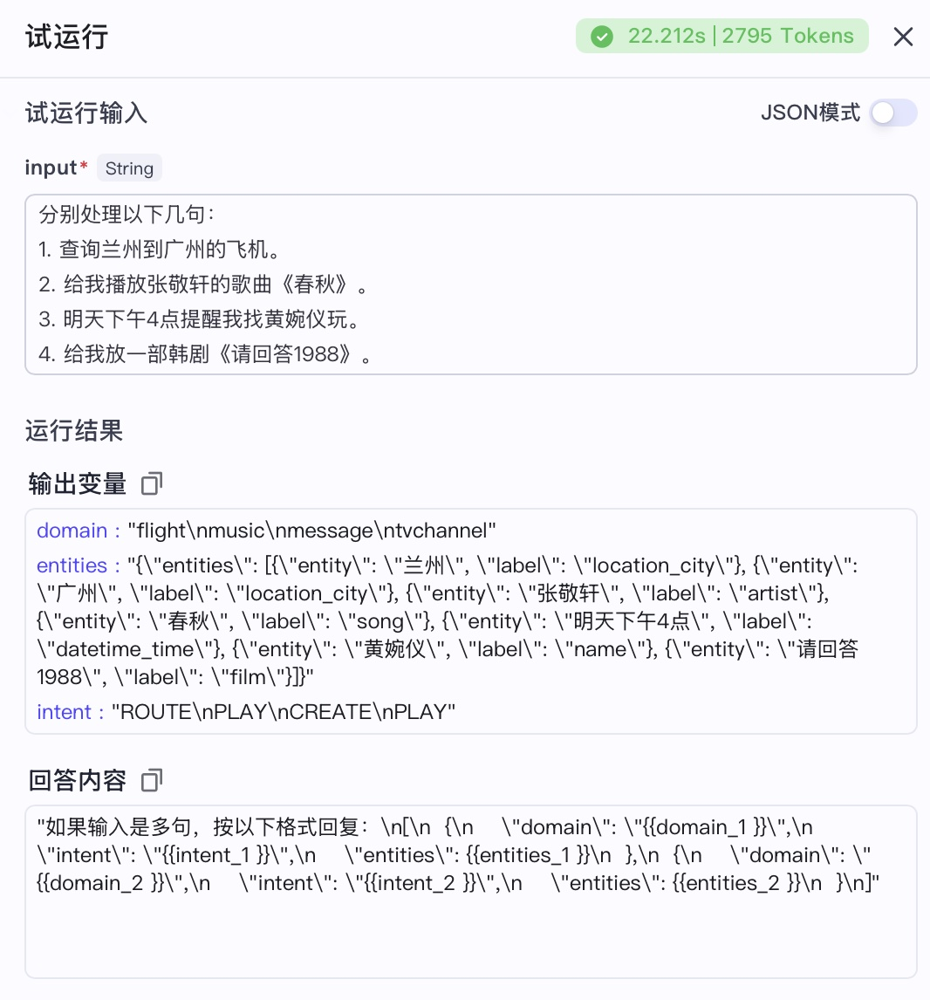 试运行
22.212s | 2795 Tokens
试运行输入
JSON模式
input* String
分别处理以下几句：
1. 查询兰州到广州的飞机。
2. 给我播放张敬轩的歌曲《春秋》。
3. 明天下午4点提醒我找黄婉仪玩。
4. 给我放一部韩剧《请回答1988》。
运行结果
输出变量
domain : "flight\nmusic\nmessage\ntvchannel"
entities : "{\"entities\": [{\"entity\": \"兰州\", \"label\": \"location_city\"}, {\"entity\":
\"广州\", \"label\": \"location_city\"}, {\"entity\": \"张敬轩\", \"label\": \"artist\"},
{\"entity\": \"春秋\", \"label\": \"song\"}, {\"entity\": \"明天下午4点\", \"label\":
\"datetime_time\"}, {\"entity\": \"黄婉仪\", \"label\": \"name\"}, {\"entity\": \"请回答
1988\", \"label\": \"film\"}]}"
intent : "ROUTE\nPLAY\nCREATE\nPLAY"
回答内容
"如果输入是多句，按以下格式回复：\n[\n  {\n    \"domain\": \"{{domain_1 }}\",\n
\"intent\": \"{{intent_1 }}\",\n    \"entities\": {{entities_1 }}\n  },\n  {\n    \"domain\": \"
{{domain_2 }}\",\n    \"intent\": \"{{intent_2 }}\",\n    \"entities\": {{entities_2 }}\n  }\n]"